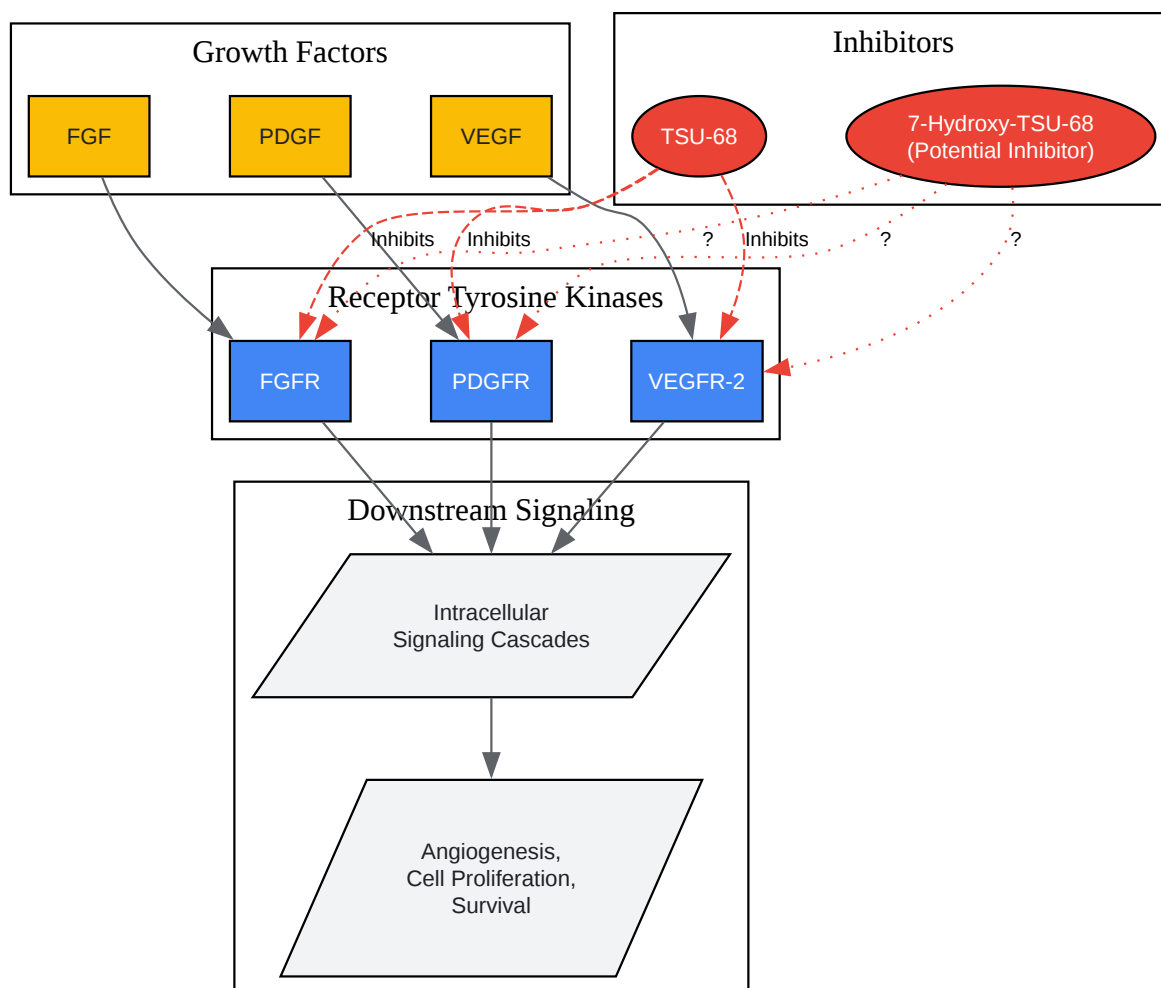 Growth Factors
Inhibitors
FGF
PDGF
VEGF
TSU-68
7-Hydroxy-TSU-68
(Potential Inhibitor)
Inhibits
Inhibits
?
Inhibits
?
?
Receptor Tyrosine Kinases
FGFR
PDGFR
VEGFR-2
Downstream Signaling
Intracellular
Signaling Cascades
Angiogenesis,
Cell Proliferation,
Survival